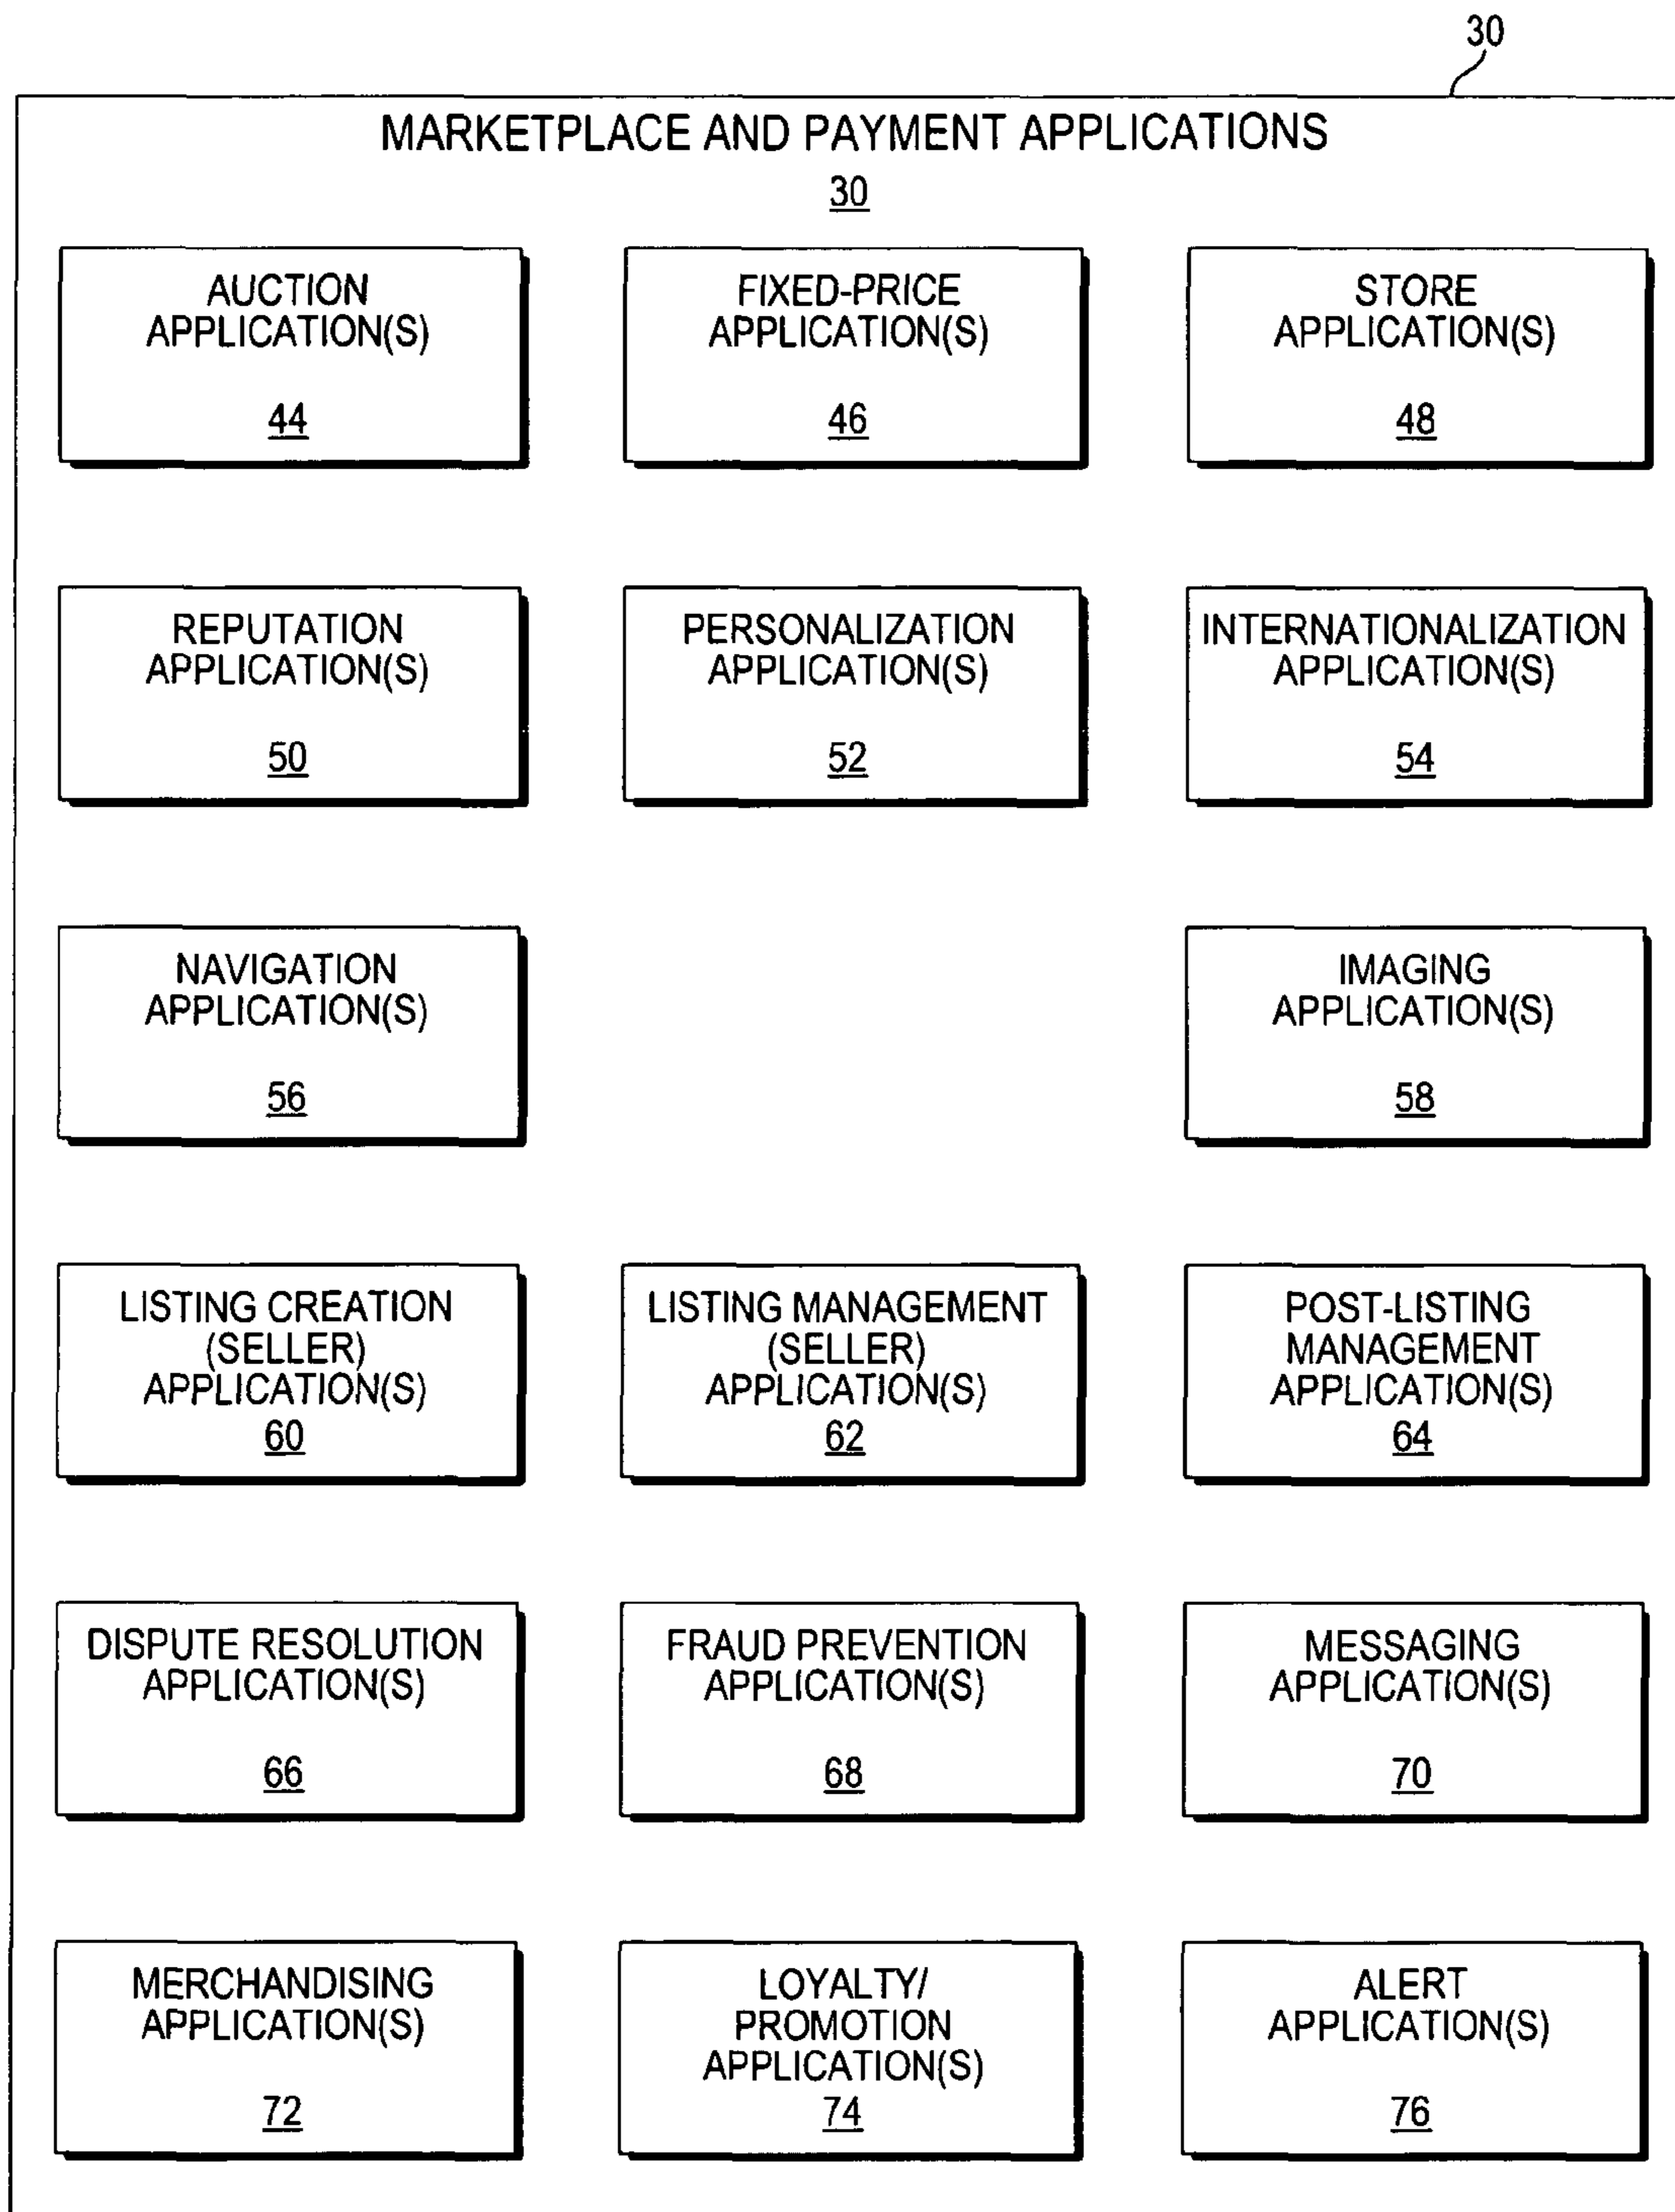 30
MARKETPLACE AND PAYMENT APPLICATIONS
30
AUCTION
APPLICATION(S)
44
FIXED-PRICE
APPLICATION(S)
46
STORE
APPLICATION(S)
48
REPUTATION
APPLICATION(S)
50
PERSONALIZATION
APPLICATION(S)
52
INTERNATIONALIZATION
APPLICATION(S)
54
NAVIGATION
APPLICATION(S)
56
IMAGING
APPLICATION(S)
58
LISTING CREATION
(SELLER)
APPLICATION(S)
60
LISTING MANAGEMENT
(SELLER)
APPLICATION(S)
62
POST-LISTING
MANAGEMENT
APPLICATION(S)
64
DISPUTE RESOLUTION
APPLICATION(S)
66
FRAUD PREVENTION
APPLICATION(S)
68
MESSAGING
APPLICATION(S)
70
MERCHANDISING
APPLICATION(S)
72
LOYALTY/
PROMOTION
APPLICATION(S)
74
ALERT
APPLICATION(S)
76